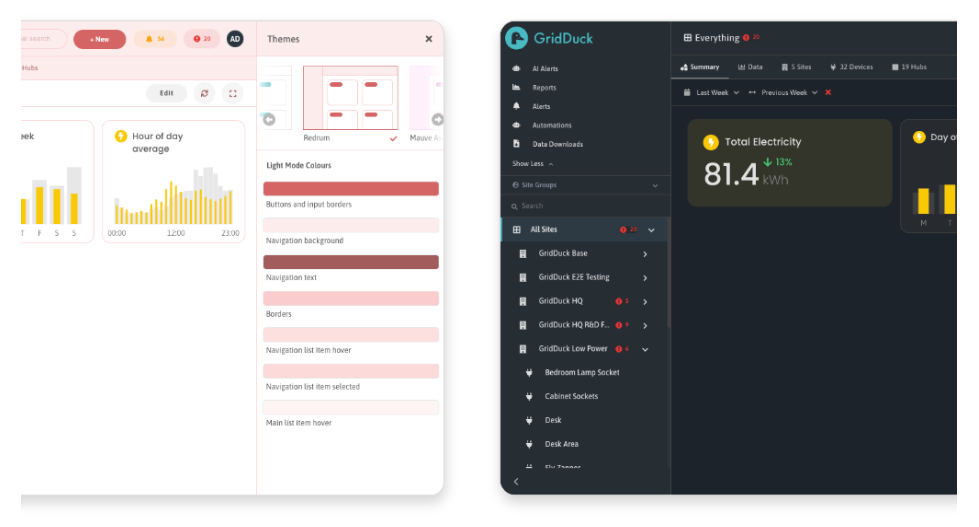 search
+ New
56
20
AD
Themes
Hubs
Edit
Hour of day
average
T F S S
00:00 12:00 23:00
Redrum
Mauve
Light Mode Colours
Buttons and input borders
Navigation background
Navigation text
Borders
Navigation list item hover
Navigation list item selected
Main list item hover
GridDuck
AI Alerts
Reports
Alerts
Automations
Data Downloads
Show Less
Site Groups
Search
All Sites 20
GridDuck Base
GridDuck E2E Testing
GridDuck HQ 5
GridDuck HQ R&D F... 9
GridDuck Low Power 6
Bedroom Lamp Socket
Cabinet Sockets
Desk
Desk Area
Everything 20
Summary Data 5 Sites 32 Devices 19 Hubs
Last Week Previous Week
Total Electricity
81.4 kWh
13%
Day
M T